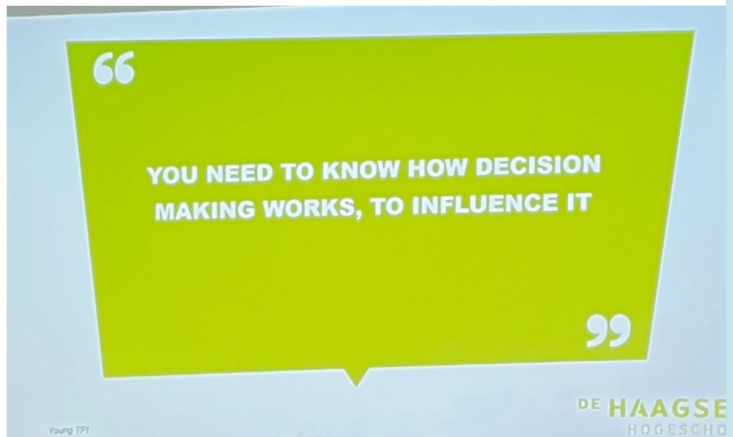 “
YOU NEED TO KNOW HOW DECISION
MAKING WORKS, TO INFLUENCE IT
”
DE HAAGSE
HOGESCHO
Young TPI